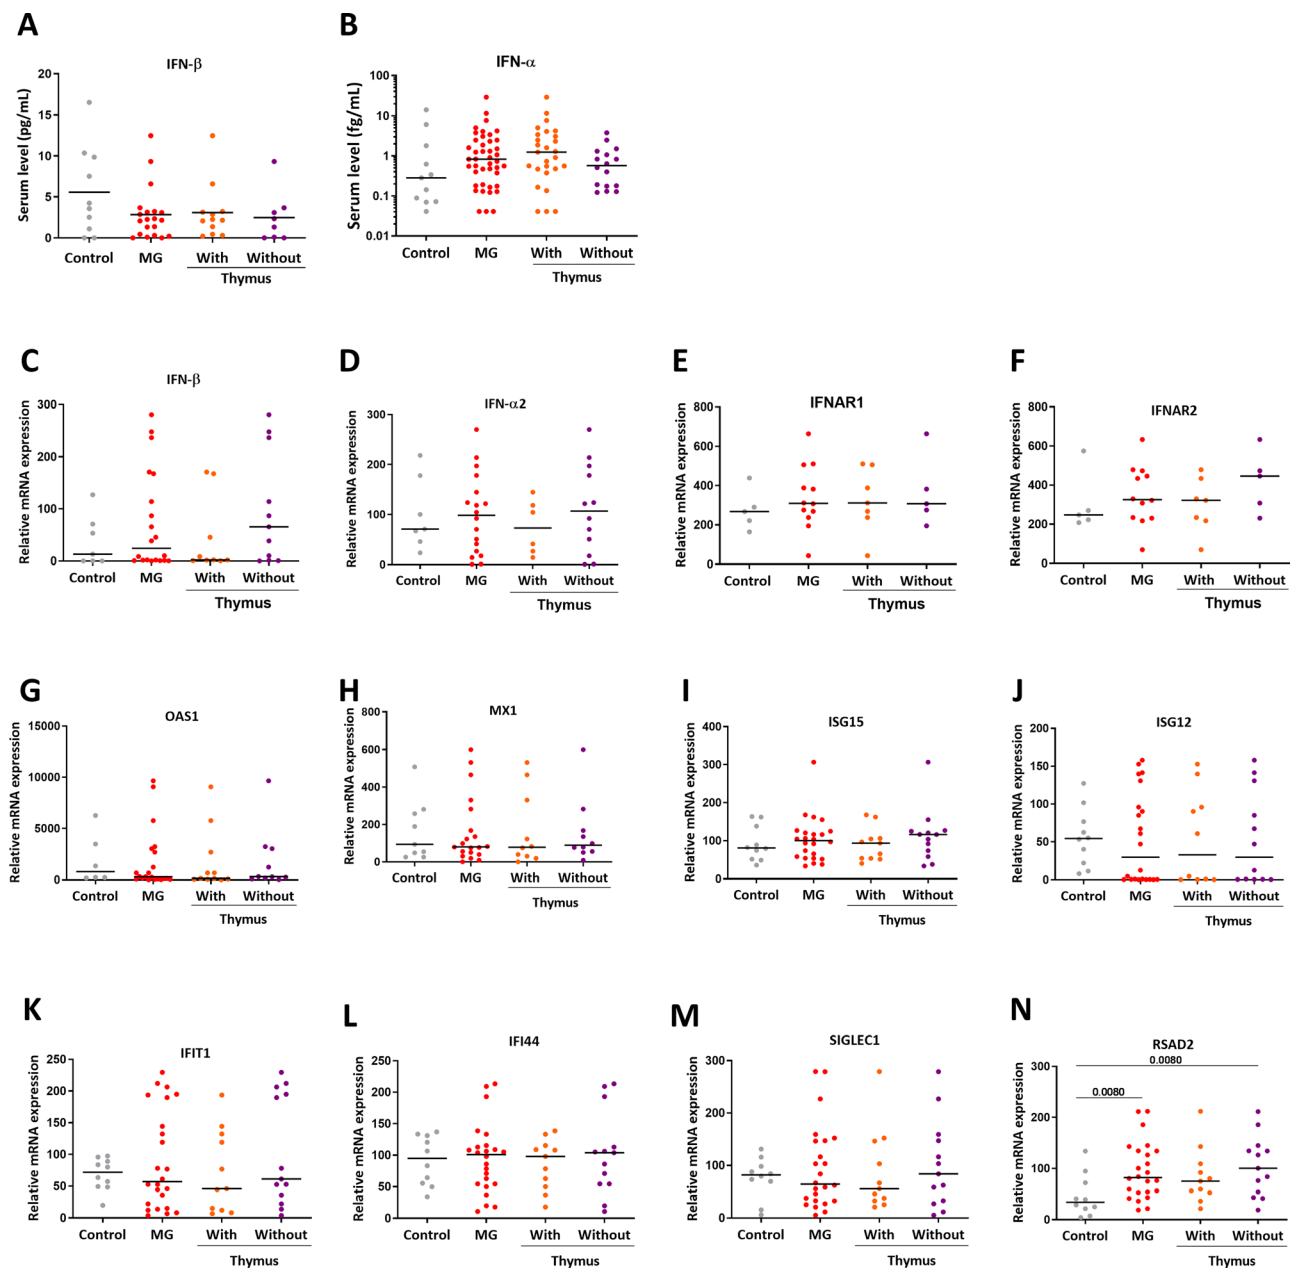 A
IFN-β
Serum level (pg/mL)
20
15
10
5
0
Control MG With Without
Thymus
B
IFN-α
Serum level (fg/mL)
100
10
1
0.1
0.01
Control MG With Without
Thymus
C
IFN-β
Relative mRNA expression
300
200
100
0
Control MG With Without
Thymus
D
IFN-α2
Relative mRNA expression
300
200
100
0
Control MG With Without
Thymus
E
IFNAR1
Relative mRNA expression
800
600
400
200
0
Control MG With Without
Thymus
F
IFNAR2
Relative mRNA expression
800
600
400
200
0
Control MG With Without
Thymus
G
OAS1
Relative mRNA expression
15000
10000
5000
0
Control MG With Without
Thymus
H
MX1
Relative mRNA expression
800
600
400
200
0
Control MG With Without
Thymus
I
ISG15
Relative mRNA expression
400
300
200
100
0
Control MG With Without
Thymus
J
ISG12
Relative mRNA expression
200
150
100
50
0
Control MG With Without
Thymus
K
IFIT1
Relative mRNA expression
250
200
150
100
50
0
Control MG With Without
Thymus
L
IFI44
Relative mRNA expression
300
250
200
150
100
50
0
Control MG With Without
Thymus
M
SIGLEC1
Relative mRNA expression
300
200
100
0
Control MG With Without
Thymus
N
RSAD2
0.0080
0.0080
Relative mRNA expression
300
200
100
0
Control MG With Without
Thymus